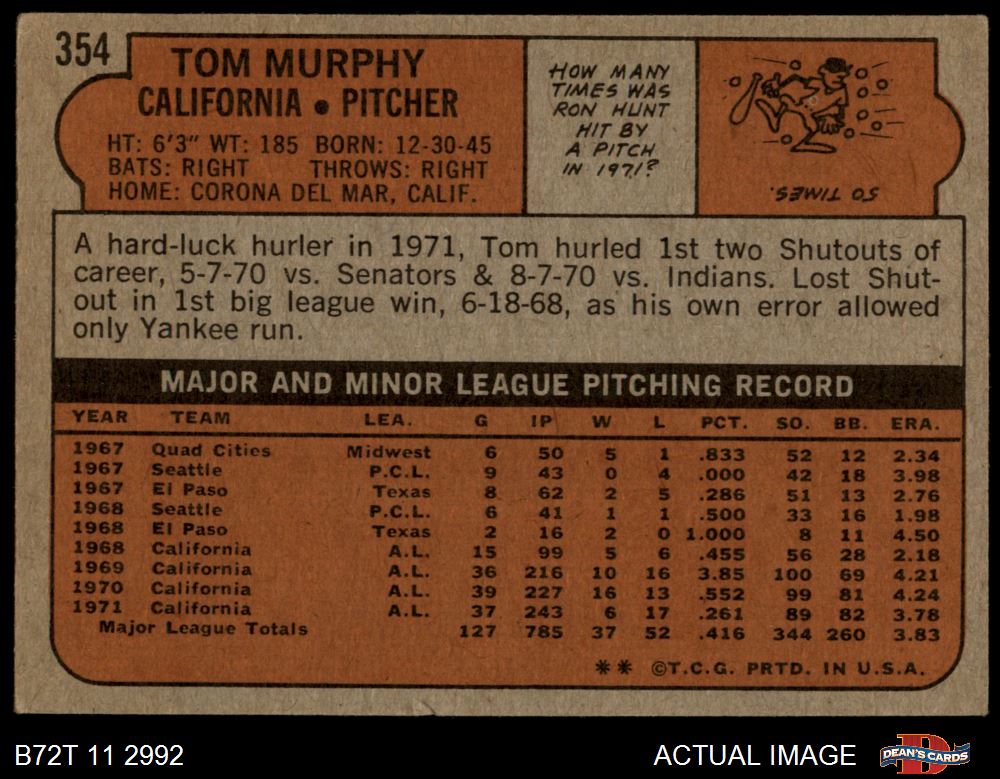 354
TOM MURPHY
CALIFORNIA • PITCHER
HT: 6'3" WT: 185 BORN: 12-30-45
BATS: RIGHT THROWS: RIGHT
HOME: CORONA DEL MAR, CALIF.
HOW MANY
TIMES WAS
RON HUNT
HIT BY
A PITCH
IN 1971?
50 TIMES.
A hard-luck hurler in 1971, Tom hurled 1st two Shutouts of
career, 5-7-70 vs. Senators & 8-7-70 vs. Indians. Lost Shut-
out in 1st big league win, 6-18-68, as his own error allowed
only Yankee run.
MAJOR AND MINOR LEAGUE PITCHING RECORD
YEAR TEAM LEA. G IP W L PCT. SO. BB. ERA.
1967 Quad Cities Midwest 6 50 5 1 .833 52 12 2.34
1967 Seattle P.C.L. 9 43 0 4 .000 42 18 3.98
1967 El Paso Texas 8 62 2 5 .286 51 13 2.76
1968 Seattle P.C.L. 6 41 1 1 .500 33 16 1.98
1968 El Paso Texas 2 16 2 0 1.000 8 11 4.50
1968 California A.L. 15 99 5 6 .455 56 28 2.18
1969 California A.L. 36 216 10 16 3.85 100 69 4.21
1970 California A.L. 39 227 16 13 .552 99 81 4.24
1971 California A.L. 37 243 6 17 .261 89 82 3.78
Major League Totals 127 785 37 52 .416 344 260 3.83
** ©T.C.G. PRTD. IN U.S.A.
B72T 11 2992
ACTUAL IMAGE
DEAN'S CARDS